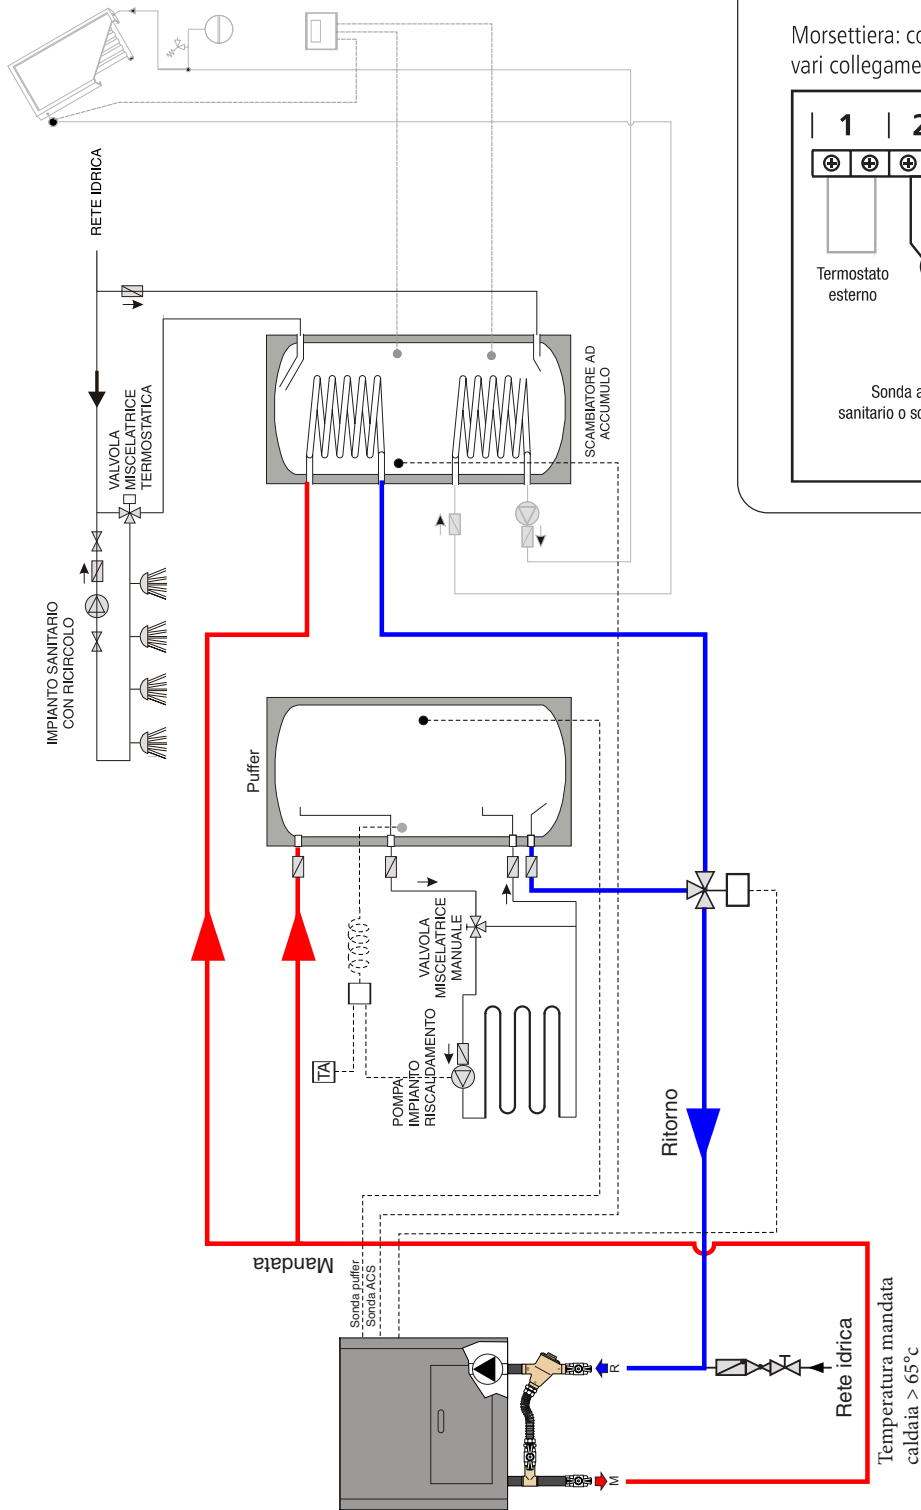 RETE IDRICA
VALVOLA
MISCELATRICE
TERMOSTATICA
IMPIANTO SANITARIO
CON RICIRCOLO
SCAMBIATORE AD
ACCUMULO
Puffer
VALVOLA
MISCELATRICE
MANUALE
TA
POMPA
IMPIANTO
RISCALDAMENTO
Ritorno
Mandata
Sonda puffer
Sonda ACS
R
M
Rete idrica
Temperatura mandata
caldaia > 65°c
Morsettiera: co
vari collegame
1 2
Termostato
esterno
Sonda a
sanitario o so